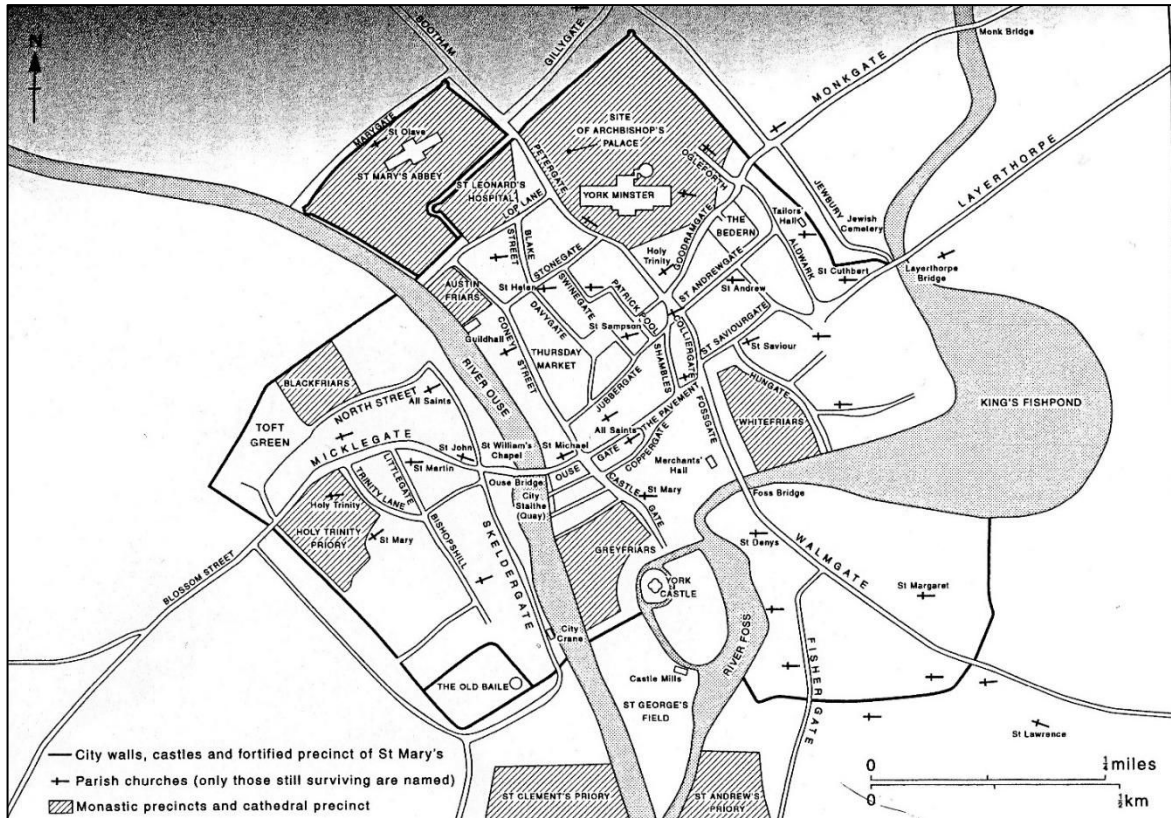 N
BOOTHAM
GILLYGATE
Monk Bridge
MONKGATE
LAYERTHORPE
MARYGATE
St Olave
ST MARY'S ABBEY
SITE
OF ARCHBISHOP'S
PALACE
PETERGATE
OGLEFORTH
ST LEONARD'S
HOSPITAL
LOP LANE
YORK MINSTER
JEWBURY
Tailors'
Hall
Jewish
Cemetery
THE
BEDERN
ALDWARK
GOODRAMGATE
Holy
Trinity
BLAKE
STREET
STONEGATE
ST ANDREWGATE
St Cuthbert
Layerthorpe
Bridge
AUSTIN
FRIARS
St Helen
SWINEGATE
PATRICK POOL
St Andrew
DAVYGATE
St Sampson
COLLIERGATE
ST SAVIOURGATE
St Saviour
Guildhall
CONEY
STREET
THURSDAY
MARKET
SHAMBLES
HUNGATE
KING'S FISHPOND
BLACKFRIARS
RIVER OUSE
JUBBERGATE
FOSSGATE
WHITEFRIARS
NORTH STREET
All Saints
TOFT
GREEN
MICKLEGATE
All Saints
THE PAVEMENT
COPPERGATE
St John
St William's
Chapel
St Michael
OUSE
GATE
Merchants'
Hall
St Martin
LITTLEGATE
TRINITY LANE
Ouse Bridge
City
Staithe
(Quay)
CASTLE
GATE
St Mary
Foss Bridge
Holy Trinity
HOLY TRINITY
PRIORY
St Mary
BISHOPSHILL
SKELDERGATE
GREYFRIARS
St Denys
WALMGATE
BLOSSOM STREET
YORK
CASTLE
St Margaret
City
Crane
RIVER FOSS
FISHERGATE
THE OLD BAILE
Castle Mills
ST GEORGE'S
FIELD
St Lawrence
City walls, castles and fortified precinct of St Mary's
Parish churches (only those still surviving are named)
Monastic precincts and cathedral precinct
ST CLEMENT'S PRIORY
ST ANDREW'S
PRIORY
0 ¼ miles
0 ½ km